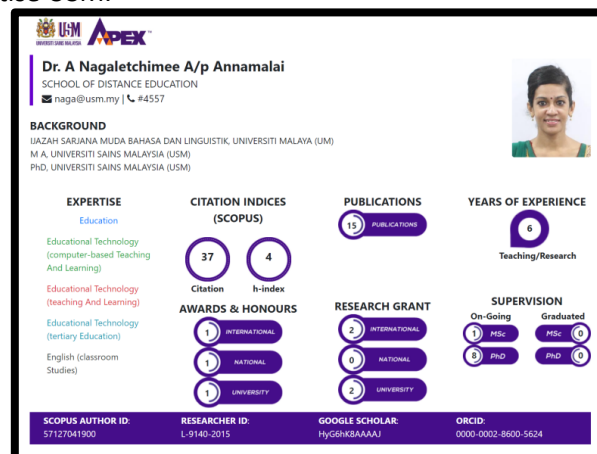 USM
UNIVERSITI SAINS MALAYSIA
APEX™
Dr. A Nagaletchimee A/p Annamalai
SCHOOL OF DISTANCE EDUCATION
naga@usm.my | #4557
BACKGROUND
IJAZAH SARJANA MUDA BAHASA DAN LINGUISTIK, UNIVERSITI MALAYA (UM)
M A, UNIVERSITI SAINS MALAYSIA (USM)
PhD, UNIVERSITI SAINS MALAYSIA (USM)
EXPERTISE
Education
Educational Technology
(computer-based Teaching
And Learning)
Educational Technology
(teaching And Learning)
Educational Technology
(tertiary Education)
English (classroom
Studies)
CITATION INDICES
(SCOPUS)
37
Citation
4
h-index
AWARDS & HONOURS
1 INTERNATIONAL
1 NATIONAL
1 UNIVERSITY
PUBLICATIONS
15 PUBLICATIONS
RESEARCH GRANT
2 INTERNATIONAL
0 NATIONAL
2 UNIVERSITY
YEARS OF EXPERIENCE
6
Teaching/Research
SUPERVISION
On-Going Graduated
1 MSc MSc 0
8 PhD PhD 0
SCOPUS AUTHOR ID:
57127041900
RESEARCHER ID:
L-9140-2015
GOOGLE SCHOLAR:
HyG6hK8AAAAJ
ORCID:
0000-0002-8600-5624